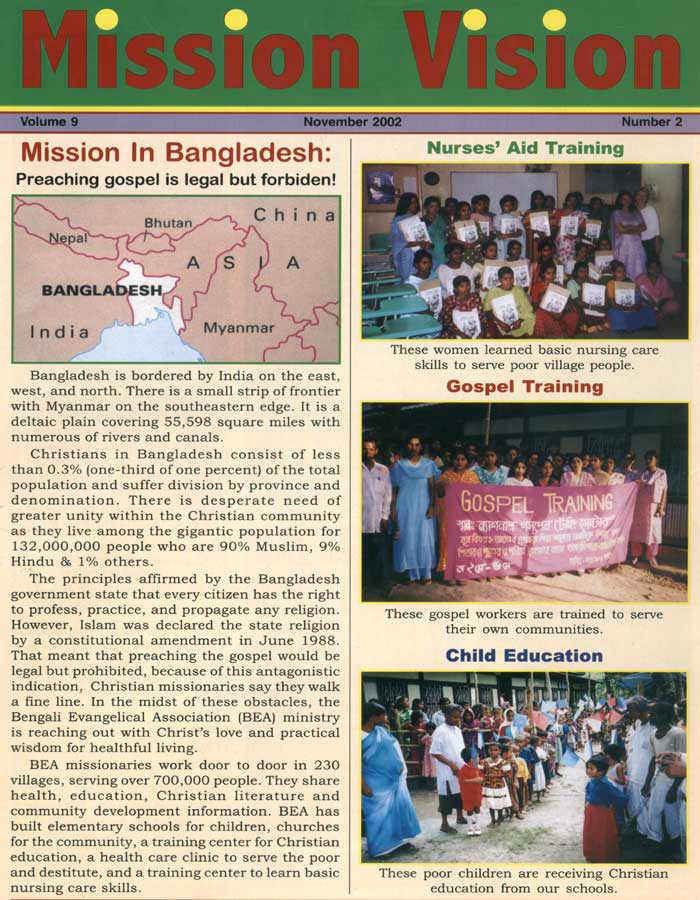 Mission Vision
Volume 9 November 2002 Number 2
Mission In Bangladesh:
Preaching gospel is legal but forbiden!
China
Bhutan
Nepal
ASIA
BANGLADESH
India
Myanmar
Bangladesh is bordered by India on the east,
west, and north. There is a small strip of frontier
with Myanmar on the southeastern edge. It is a
deltaic plain covering 55,598 square miles with
numerous of rivers and canals.
Christians in Bangladesh consist of less
than 0.3% (one-third of one percent) of the total
population and suffer division by province and
denomination. There is desperate need of
greater unity within the Christian community
as they live among the gigantic population for
132,000,000 people who are 90% Muslim, 9%
Hindu & 1% others.
The principles affirmed by the Bangladesh
government state that every citizen has the right
to profess, practice, and propagate any religion.
However, Islam was declared the state religion
by a constitutional amendment in June 1988.
That meant that preaching the gospel would be
legal but prohibited, because of this antagonistic
indication, Christian missionaries say they walk
a fine line. In the midst of these obstacles, the
Bengali Evangelical Association (BEA) ministry
is reaching out with Christ's love and practical
wisdom for healthful living.
BEA missionaries work door to door in 230
villages, serving over 700,000 people. They share
health, education, Christian literature and
community development information. BEA has
built elementary schools for children, churches
for the community, a training center for Christian
education, a health care clinic to serve the poor
and destitute, and a training center to learn basic
nursing care skills.
Nurses' Aid Training
These women learned basic nursing care
skills to serve poor village people.
Gospel Training
GOSPEL TRAINING
These gospel workers are trained to serve
their own communities.
Child Education
These poor children are receiving Christian
education from our schools.